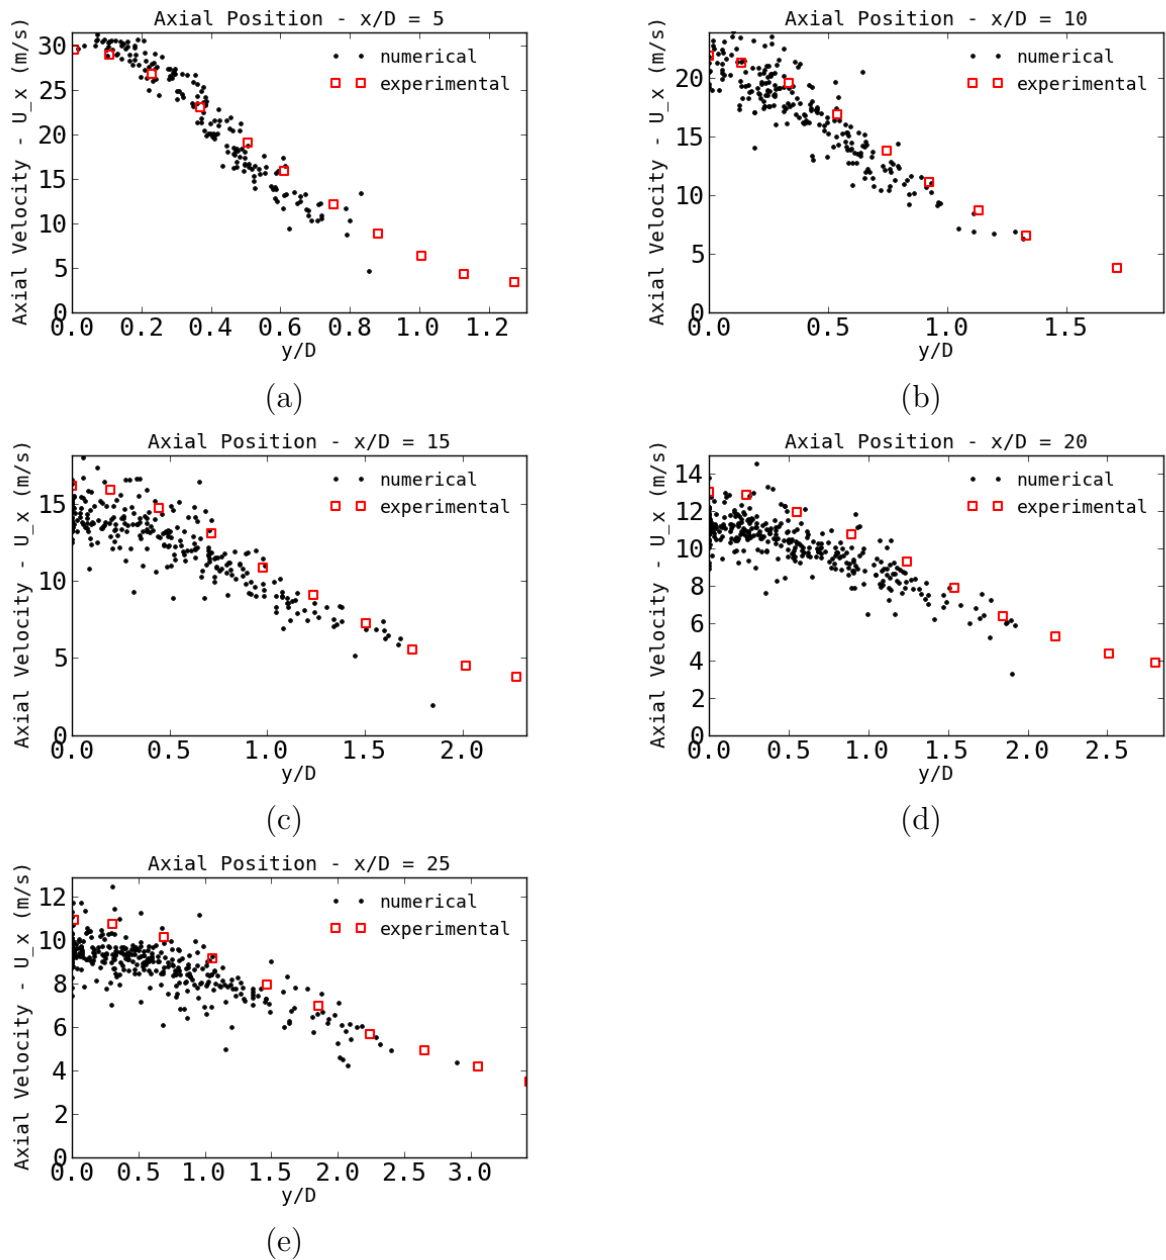 Axial Position - x/D = 5
Axial Velocity - U_x (m/s)
30
25
20
15
10
5
0
numerical
experimental
0.0 0.2 0.4 0.6 0.8 1.0 1.2
y/D
(a)
Axial Position - x/D = 10
Axial Velocity - U_x (m/s)
20
15
10
5
0
numerical
experimental
0.0 0.5 1.0 1.5
y/D
(b)
Axial Position - x/D = 15
Axial Velocity - U_x (m/s)
15
10
5
0
numerical
experimental
0.0 0.5 1.0 1.5 2.0
y/D
(c)
Axial Position - x/D = 20
Axial Velocity - U_x (m/s)
14
12
10
8
6
4
2
0
numerical
experimental
0.0 0.5 1.0 1.5 2.0 2.5
y/D
(d)
Axial Position - x/D = 25
Axial Velocity - U_x (m/s)
12
10
8
6
4
2
0
numerical
experimental
0.0 0.5 1.0 1.5 2.0 2.5 3.0
y/D
(e)